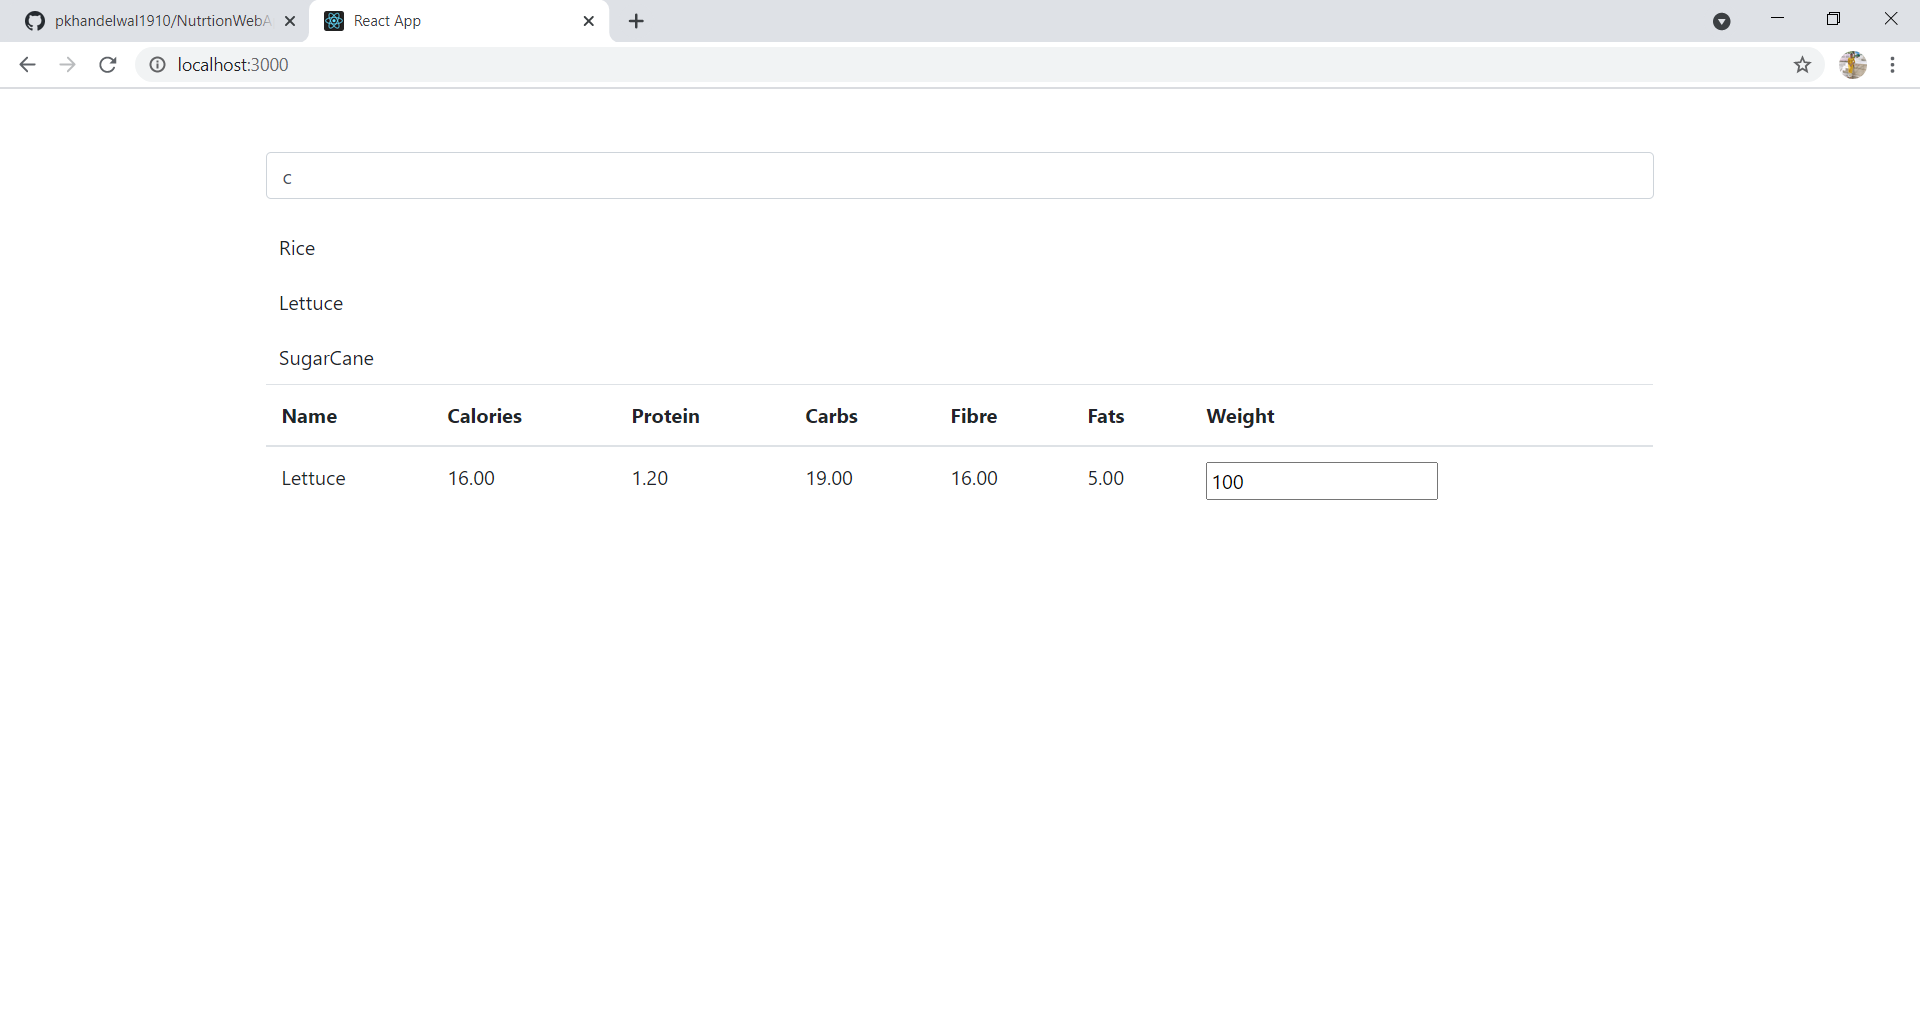 pkhandelwal1910/NutrtionWebA
React App
localhost:3000
c
Rice
Lettuce
SugarCane
Name Calories Protein Carbs Fibre Fats Weight
Lettuce 16.00 1.20 19.00 16.00 5.00 100